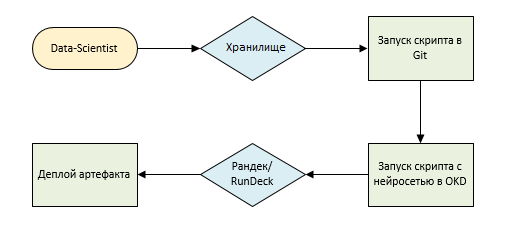 Data-Scientist
Хранилище
Запуск скрипта в
Git
Запуск скрипта с
нейросетью в OKD
Рандек/
RunDeck
Деплой артефакта